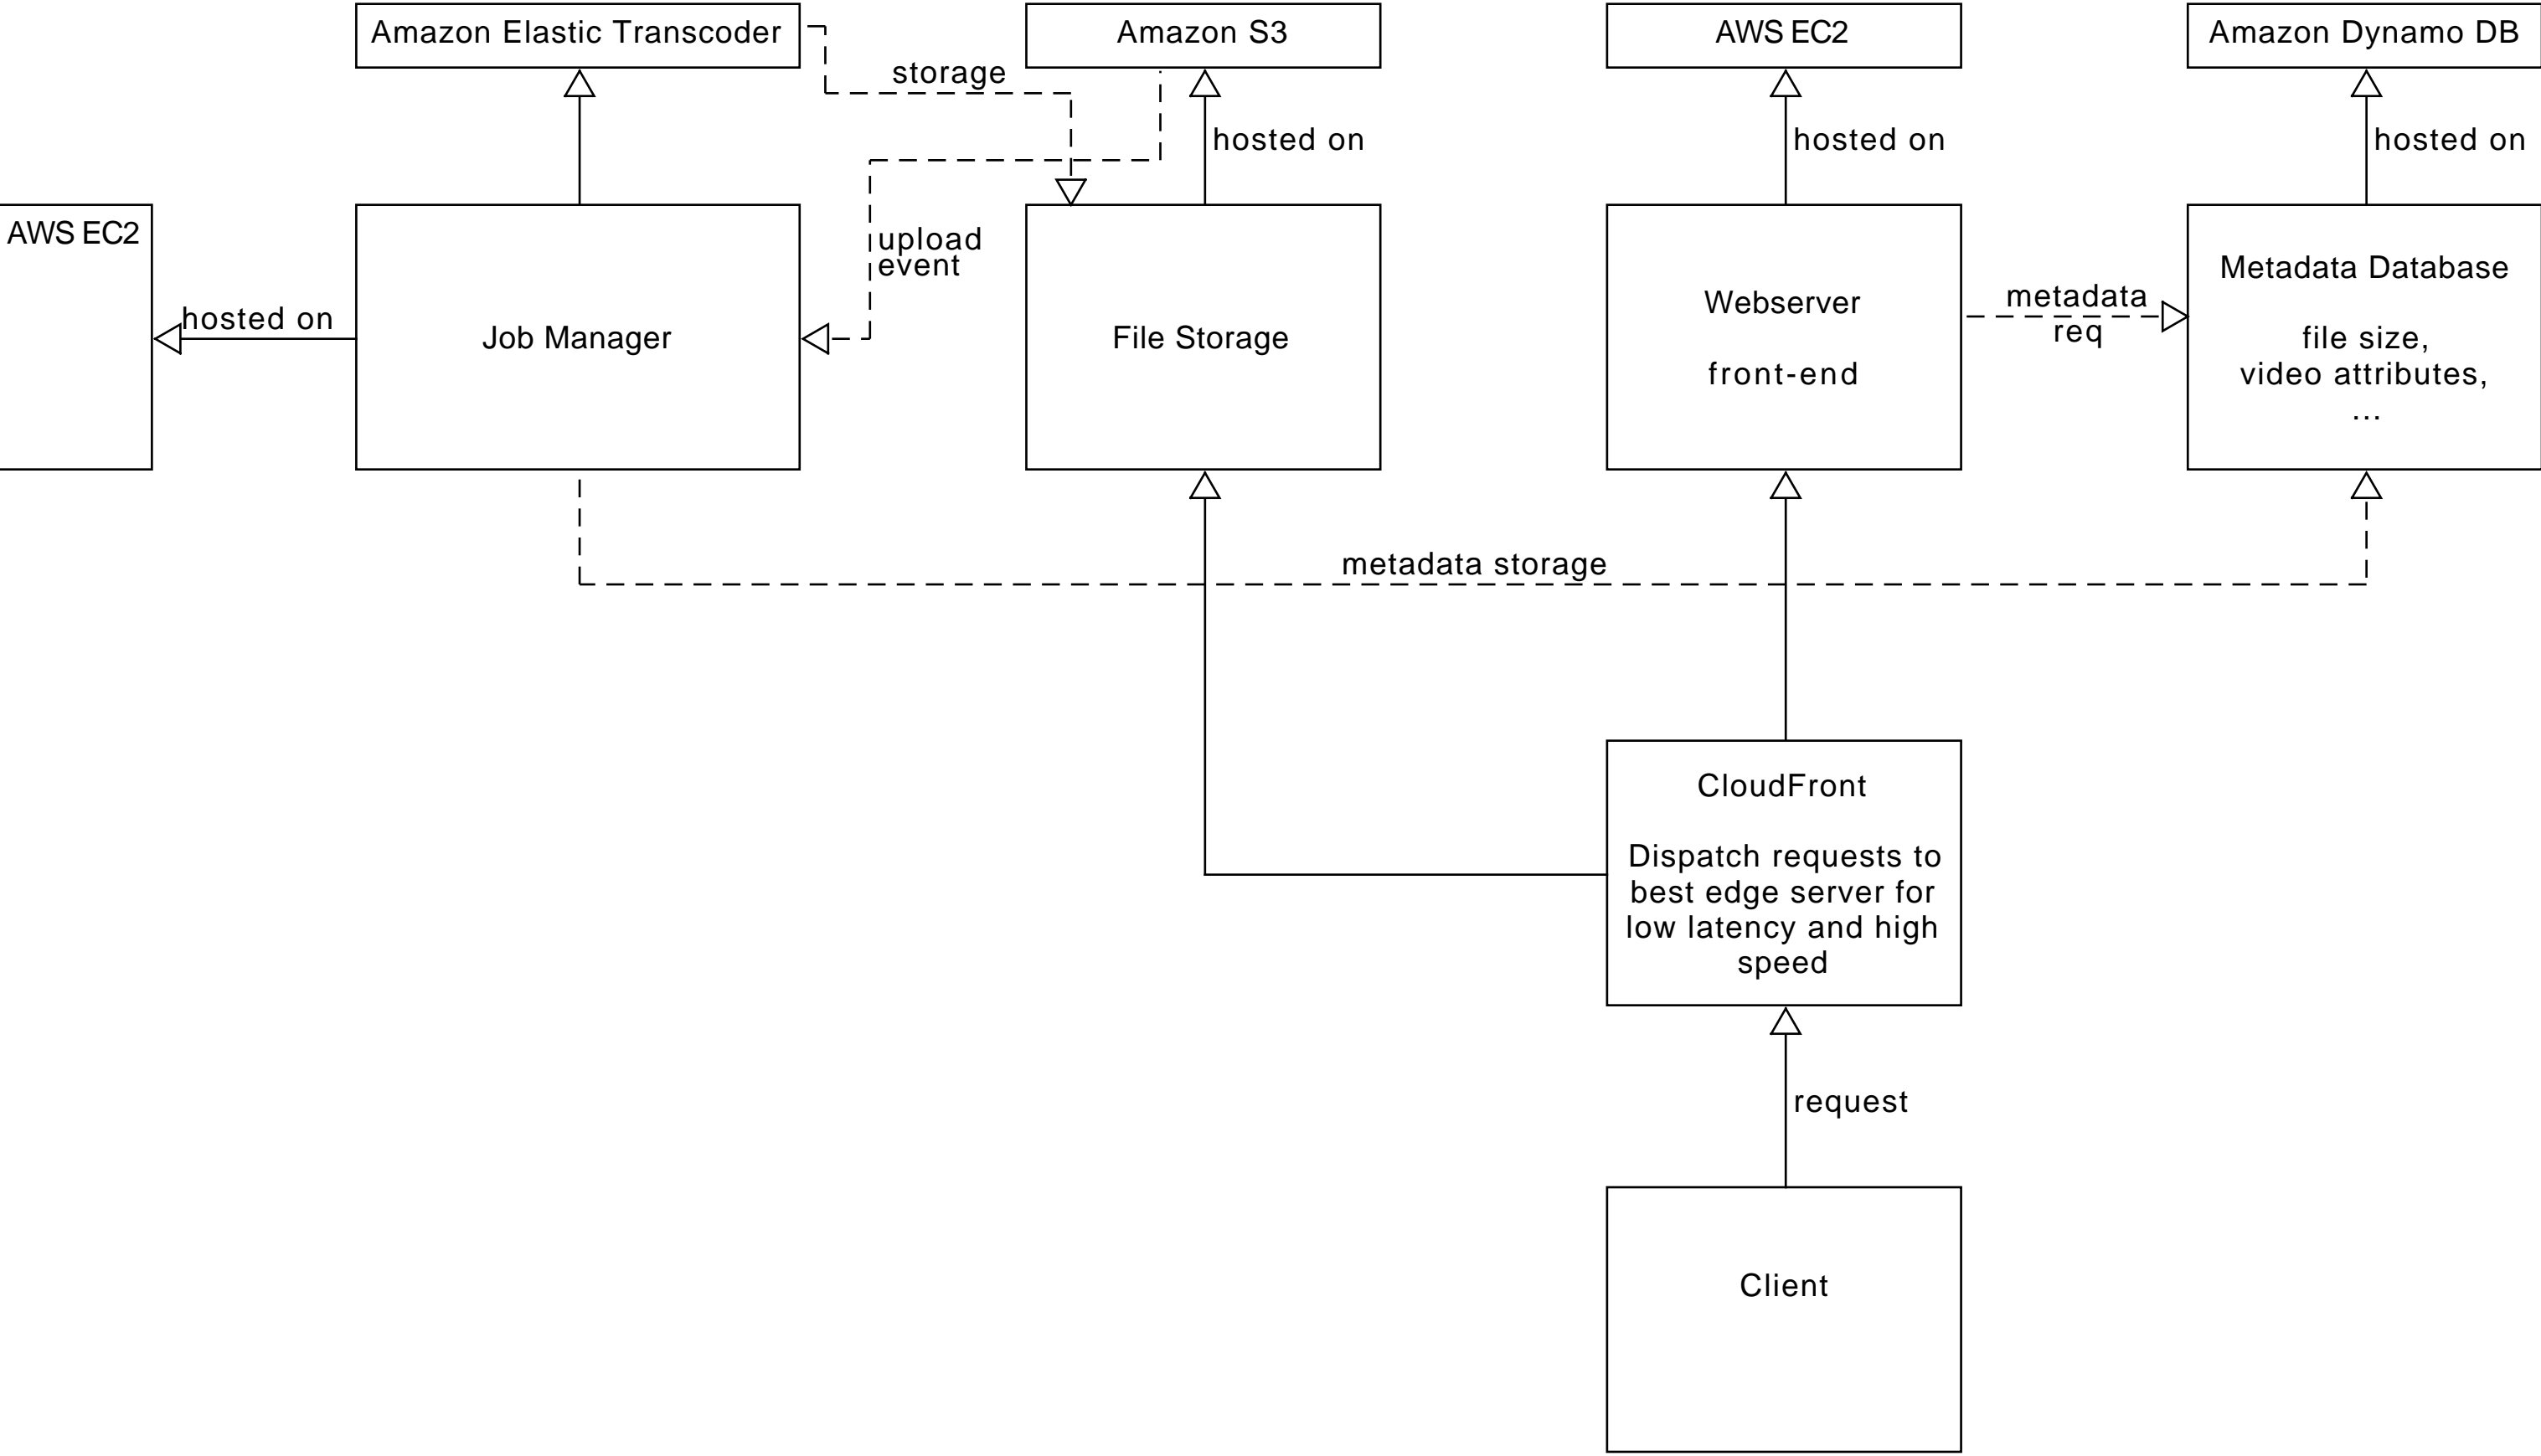 Amazon Elastic Transcoder
Amazon S3
AWS EC2
Amazon Dynamo DB
storage
hosted on
hosted on
hosted on
AWS EC2
upload
event
hosted on
Job Manager
File Storage
Webserver
front-end
metadata
req
Metadata Database
file size,
video attributes,
...
metadata storage
CloudFront
Dispatch requests to
best edge server for
low latency and high
speed
request
Client